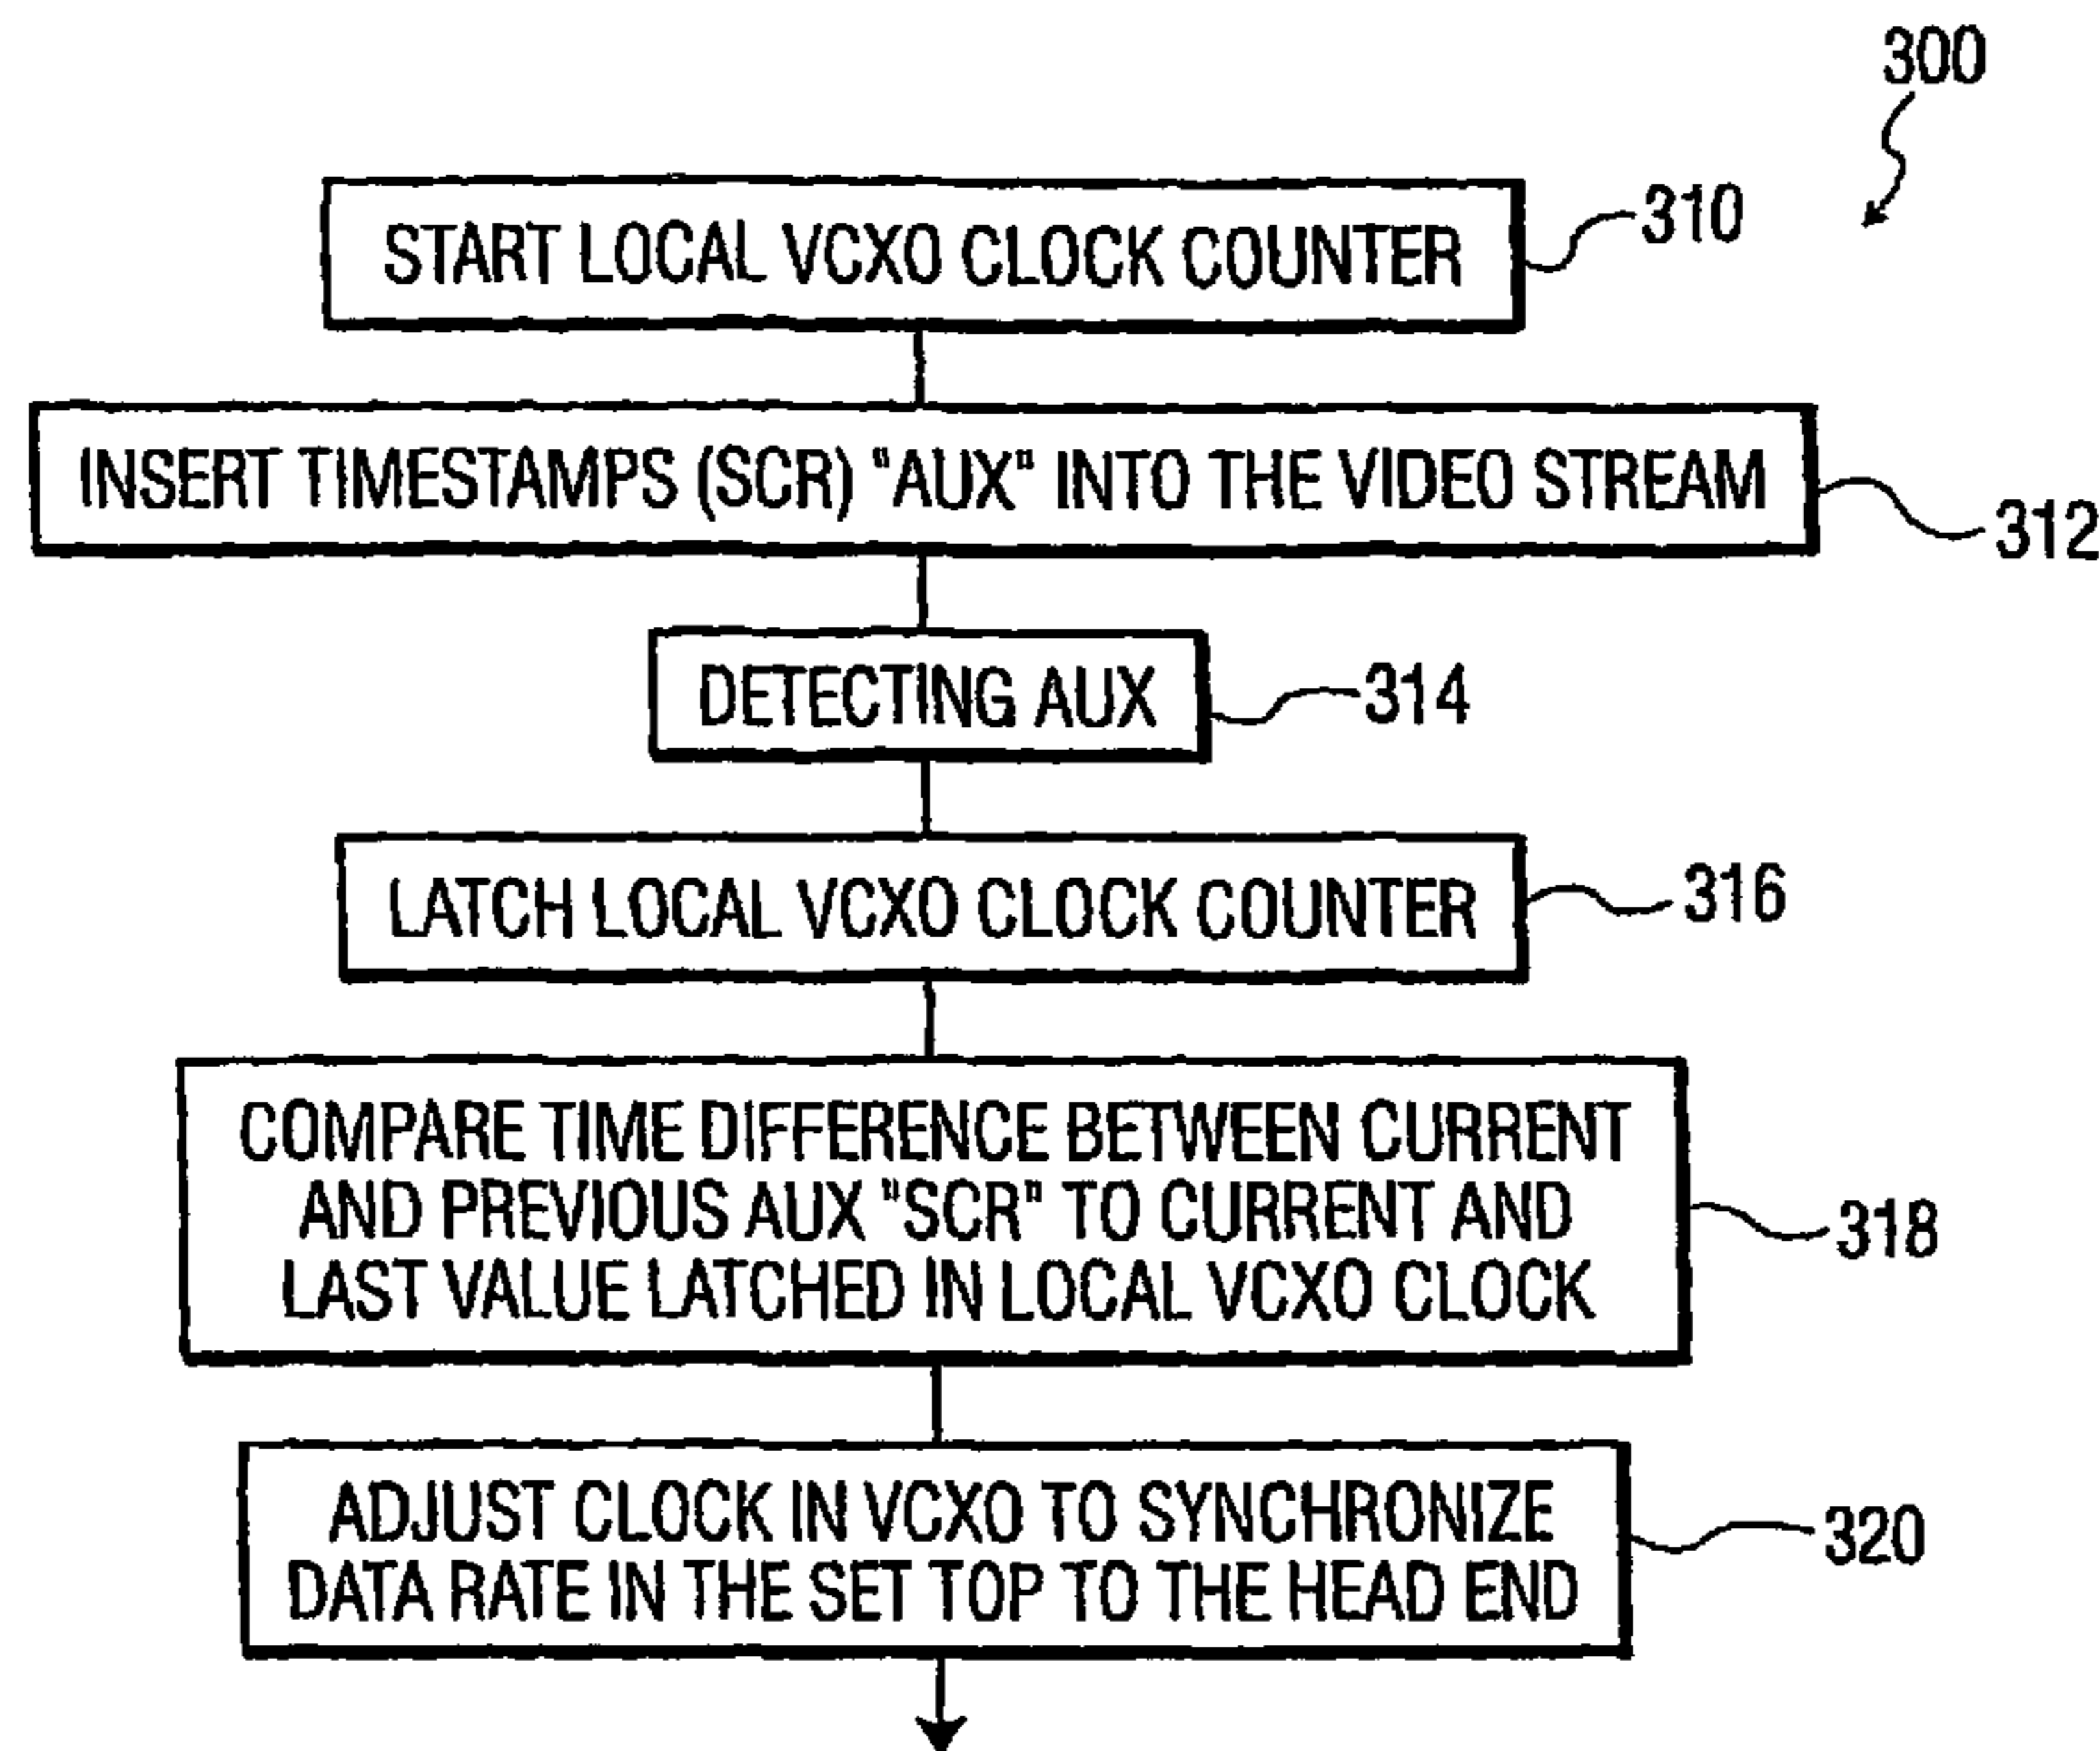 300
START LOCAL VCXO CLOCK COUNTER
310
INSERT TIMESTAMPS (SCR) "AUX" INTO THE VIDEO STREAM
312
DETECTING AUX
314
LATCH LOCAL VCXO CLOCK COUNTER
316
COMPARE TIME DIFFERENCE BETWEEN CURRENT
AND PREVIOUS AUX "SCR" TO CURRENT AND
LAST VALUE LATCHED IN LOCAL VCXO CLOCK
318
ADJUST CLOCK IN VCXO TO SYNCHRONIZE
DATA RATE IN THE SET TOP TO THE HEAD END
320